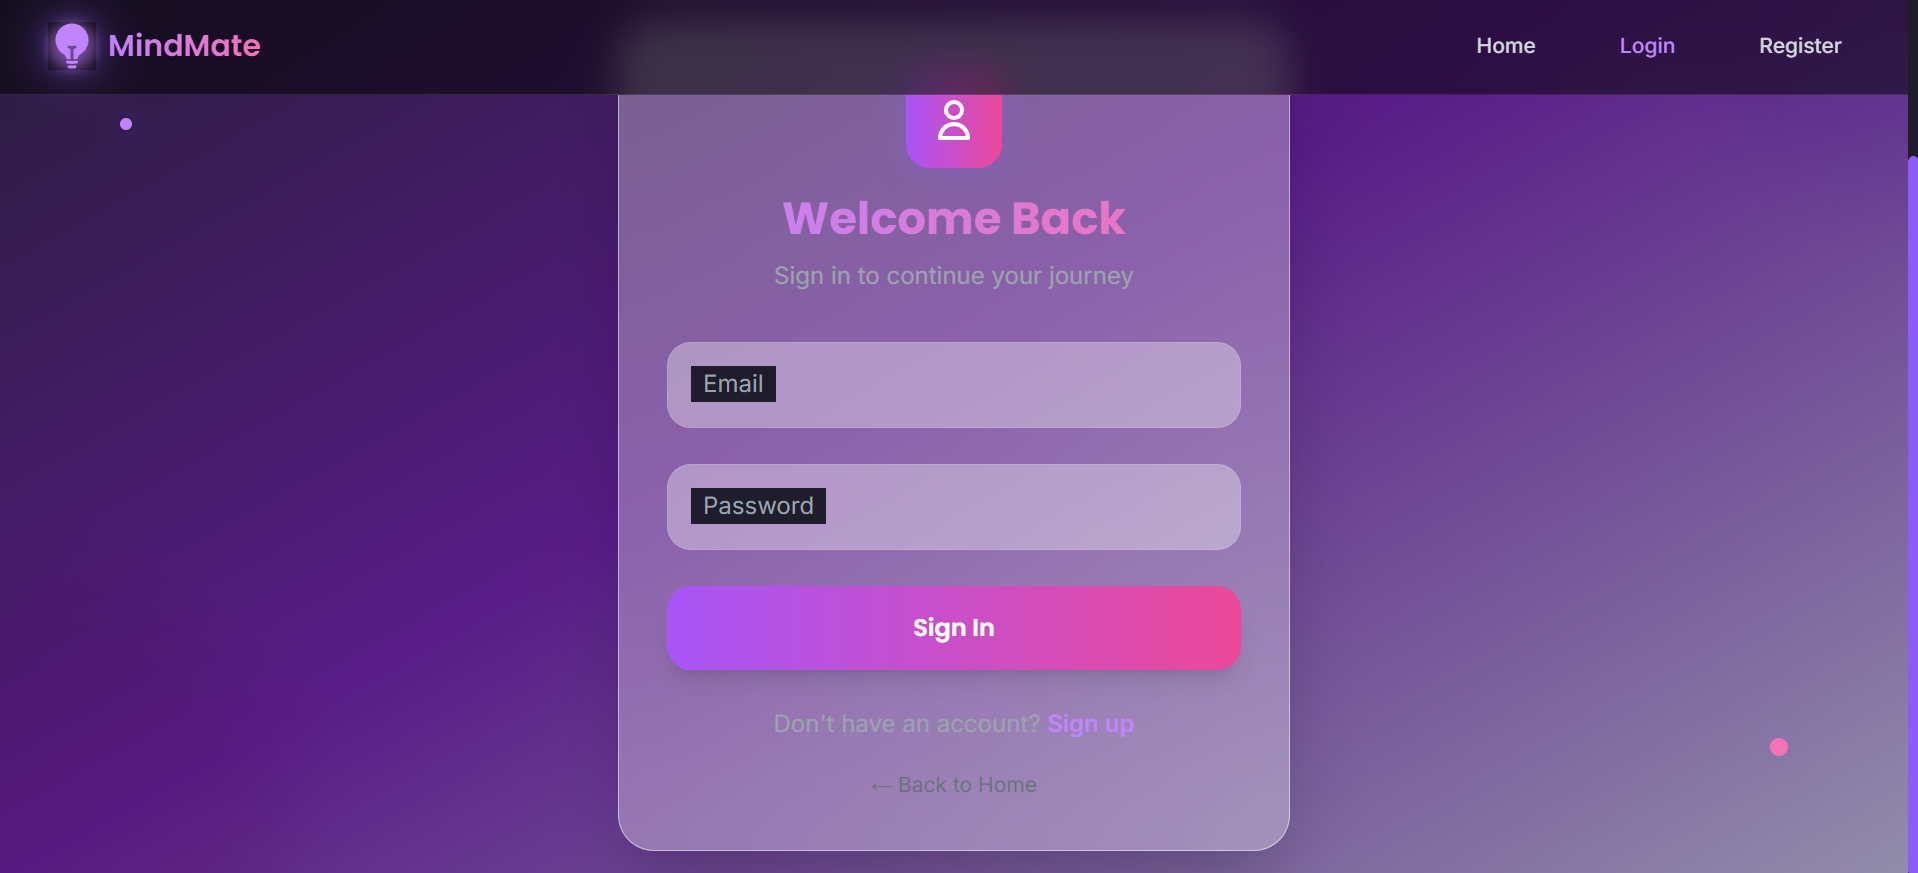 MindMate
Home
Login
Register
Welcome Back
Sign in to continue your journey
Email
Password
Sign In
Don't have an account? Sign up
← Back to Home